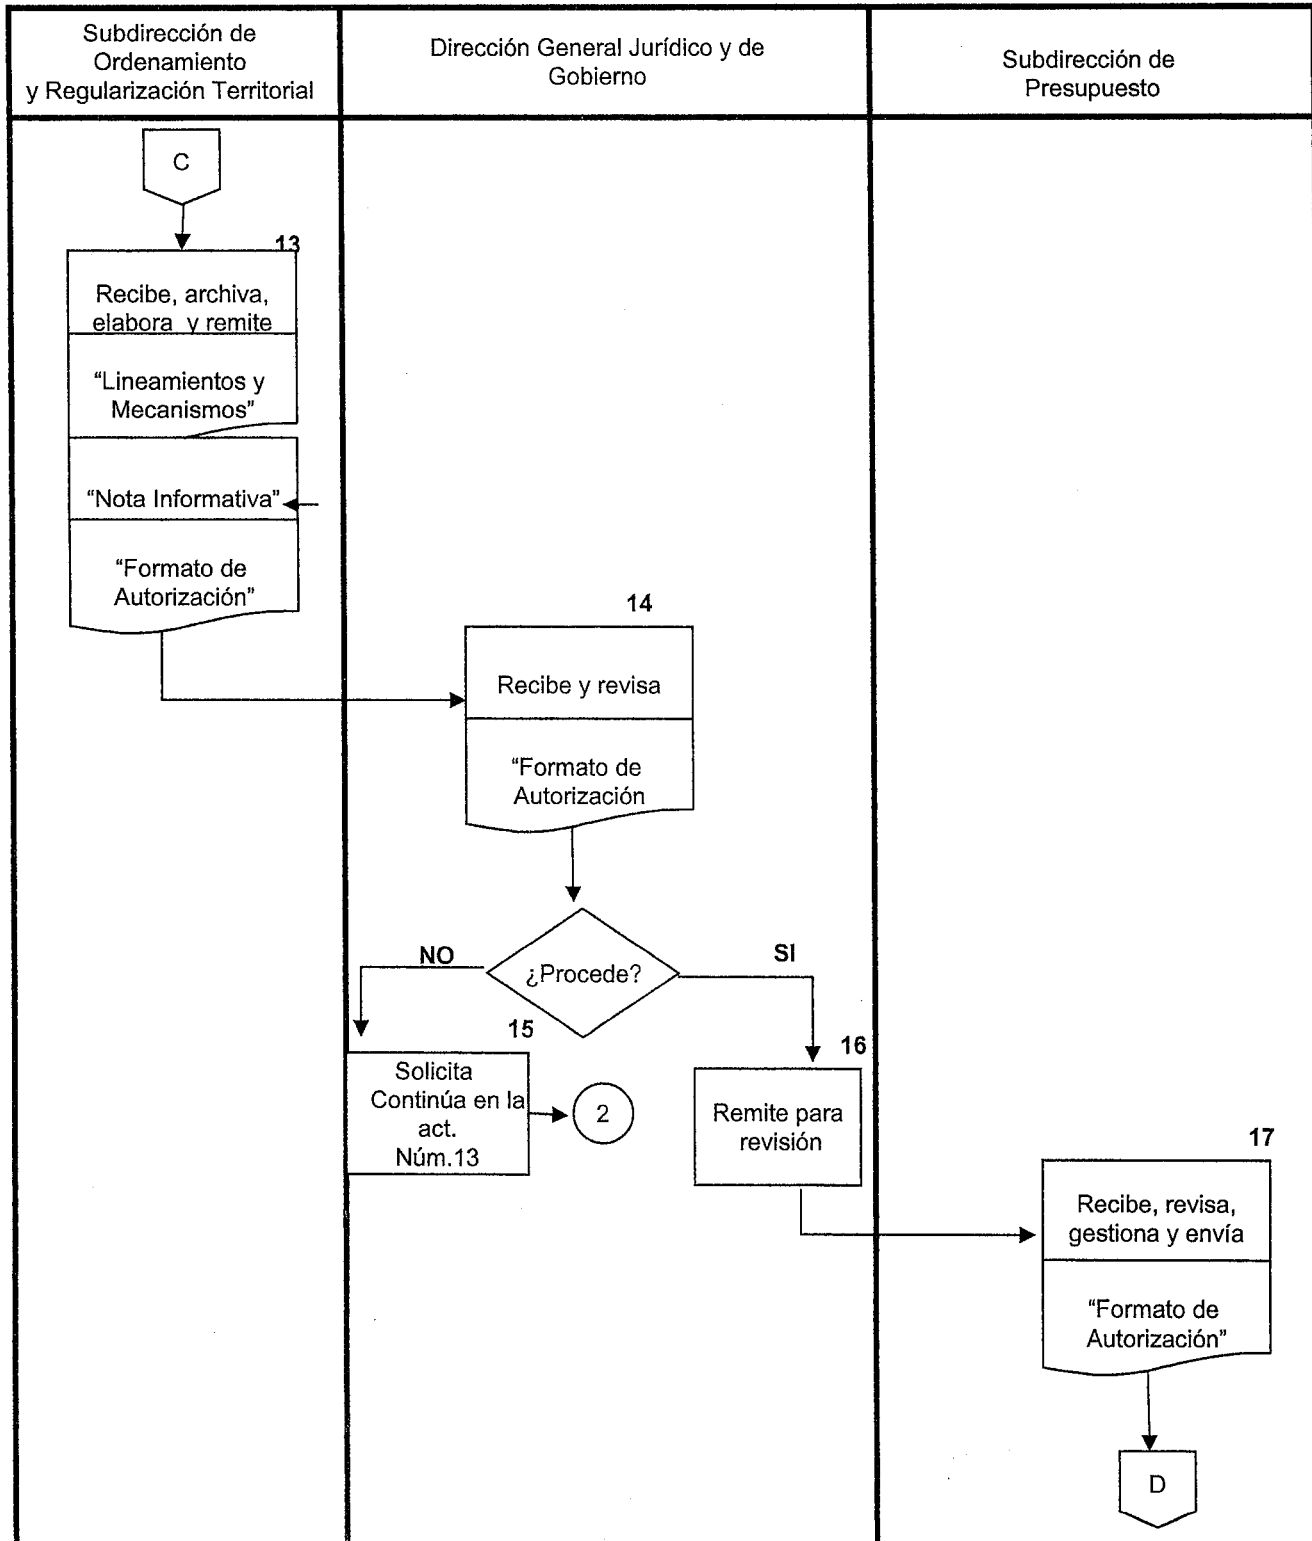 Subdirección de
Ordenamiento
y Regularización Territorial
Dirección General Jurídico y de
Gobierno
Subdirección de
Presupuesto
C
13
Recibe, archiva,
elabora y remite
“Lineamientos y
Mecanismos”
“Nota Informativa”
“Formato de
Autorización”
14
Recibe y revisa
“Formato de
Autorización
¿Procede?
NO
SI
15
Solicita
Continúa en la
act.
Núm.13
2
16
Remite para
revisión
17
Recibe, revisa,
gestiona y envía
“Formato de
Autorización”
D